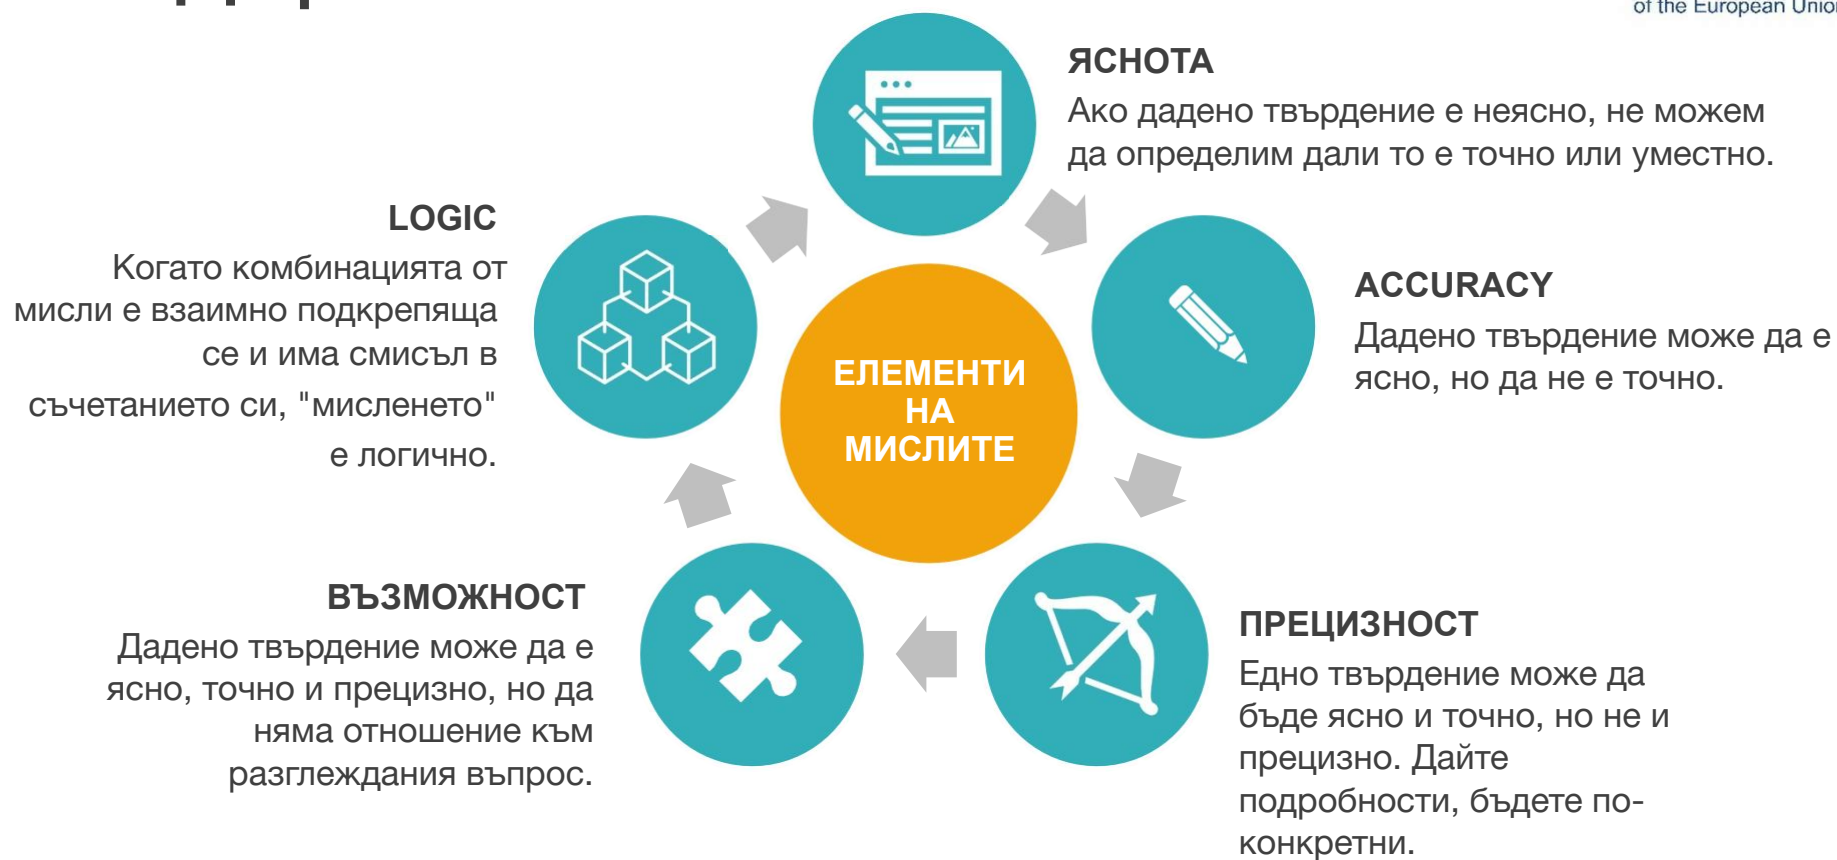 of the European Union
ЯСНОТА
Ако дадено твърдение е неясно, не можем
да определим дали то е точно или уместно.
ACCURACY
Дадено твърдение може да е
ясно, но да не е точно.
ПРЕЦИЗНОСТ
Едно твърдение може да
бъде ясно и точно, но не и
прецизно. Дайте
подробности, бъдете по-
конкретни.
ВЪЗМОЖНОСТ
Дадено твърдение може да е
ясно, точно и прецизно, но да
няма отношение към
разглеждания въпрос.
LOGIC
Когато комбинацията от
мисли е взаимно подкрепяща
се и има смисъл в
съчетанието си, "мисленето"
е логично.
ЕЛЕМЕНТИ
НА
МИСЛИТЕ